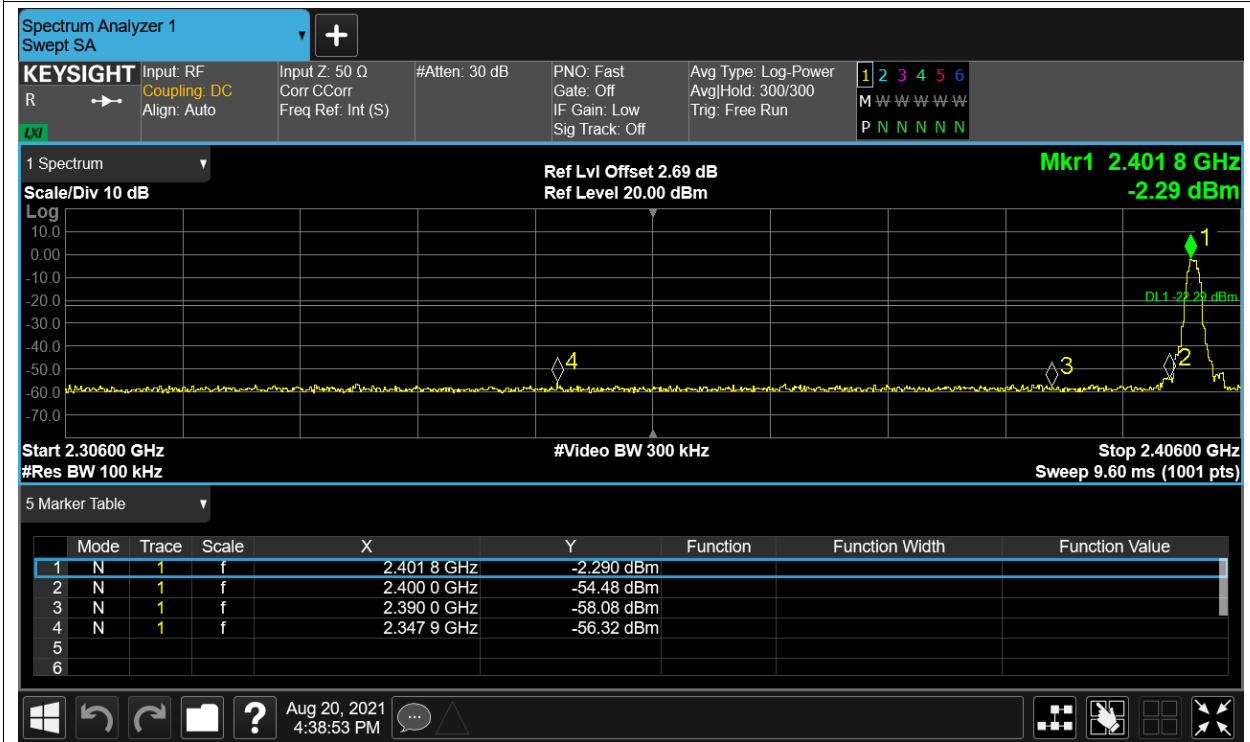 Spectrum Analyzer 1
Swept SA
KEYSIGHT Input: RF Input Z: 50 Ω #Atten: 30 dB PNO: Fast Avg Type: Log-Power 1 2 3 4 5 6
R Coupling: DC Corr CCorr Gate: Off Avg|Hold: 300/300 M W W W W W
Align: Auto Freq Ref: Int (S) IF Gain: Low Trig: Free Run
LXI Sig Track: Off P N N N N N
1 Spectrum Ref Lvl Offset 2.69 dB Mkr1 2.401 8 GHz
Scale/Div 10 dB Ref Level 20.00 dBm -2.29 dBm
Log
10.0
1
0.00
-10.0
-20.0
DL1 -22.29 dBm
-30.0
-40.0
4 3 2
-50.0
-60.0
-70.0
Start 2.30600 GHz #Video BW 300 kHz Stop 2.40600 GHz
#Res BW 100 kHz Sweep 9.60 ms (1001 pts)
5 Marker Table
Mode Trace Scale X Y Function Function Width Function Value
1 N 1 f 2.401 8 GHz -2.290 dBm
2 N 1 f 2.400 0 GHz -54.48 dBm
3 N 1 f 2.390 0 GHz -58.08 dBm
4 N 1 f 2.347 9 GHz -56.32 dBm
5
6
? Aug 20, 2021
4:38:53 PM